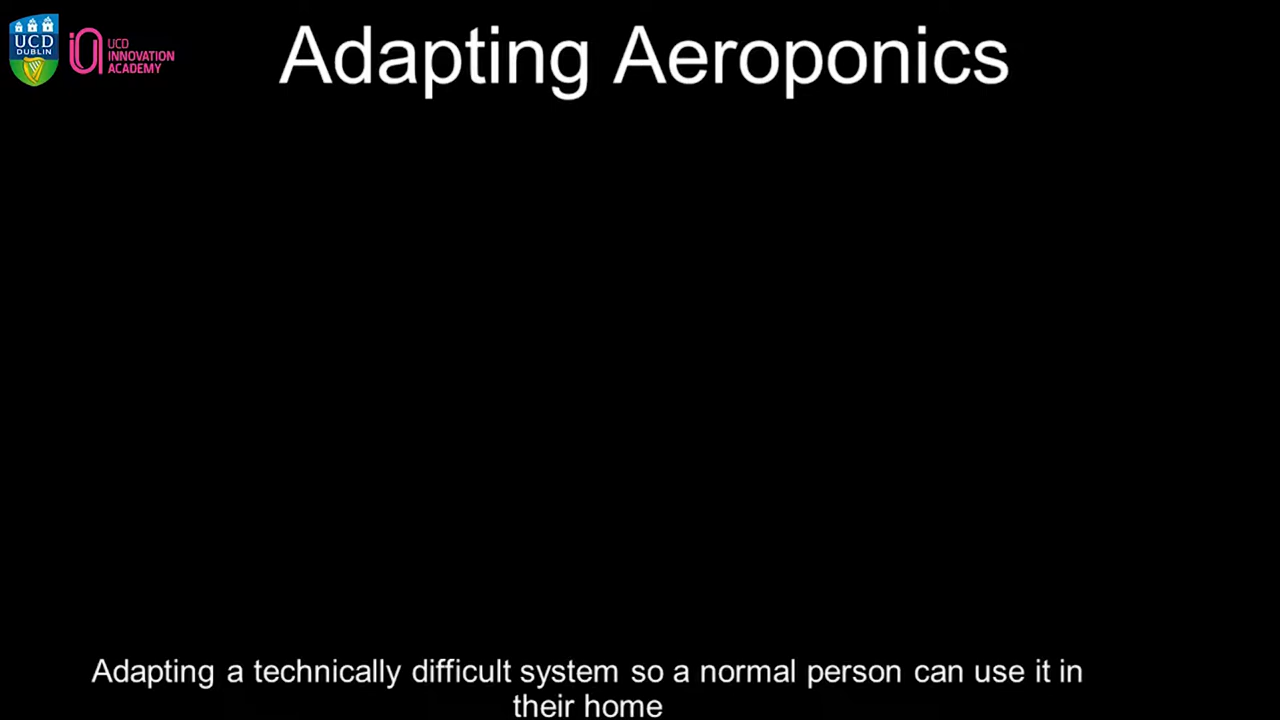 UCD
DUBLIN
UCD
INNOVATION
ACADEMY
Adapting Aeroponics
Adapting a technically difficult system so a normal person can use it in
their home